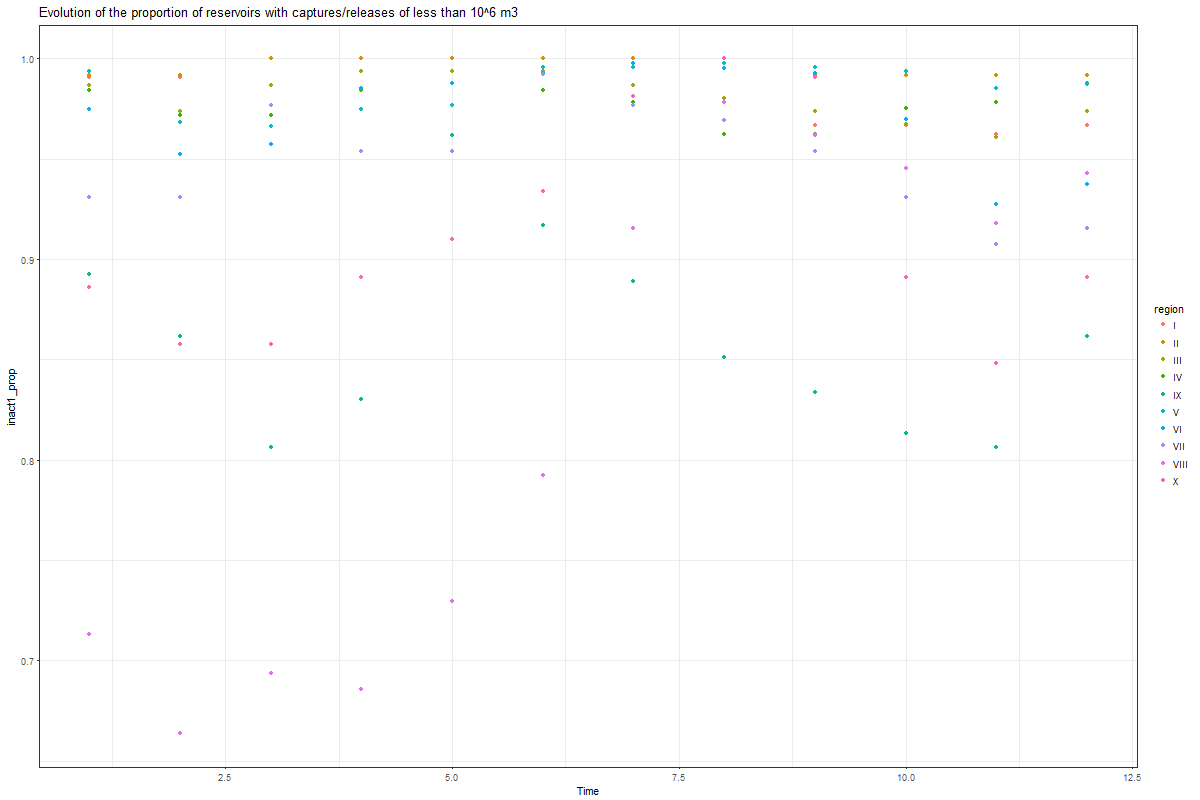 Evolution of the proportion of reservoirs with captures/releases of less than 10^6 m3
1.0
0.9
0.8
0.7
inact1_prop
2.5
5.0
7.5
10.0
12.5
Time
region
I
II
III
IV
IX
V
VI
VII
VIII
X